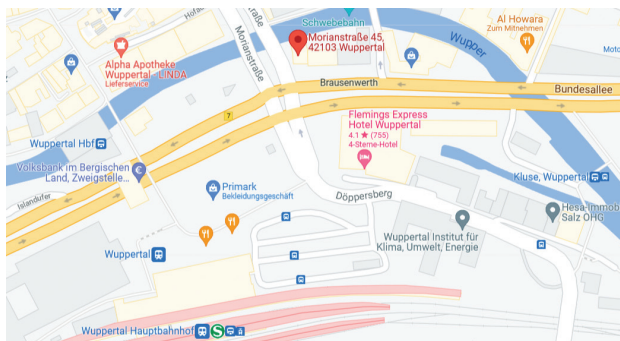 Hofau
Schwebebahn
Al Howara
Zum Mitnehmen
Morianstraße 45,
42103 Wuppertal
Morianstraße
Wupper
Moto
Alpha Apotheke
Wuppertal - LINDA
Lieferservice
Brausenwerth
Bundesallee
7
Flemings Express
Hotel Wuppertal
4.1 ★ (755)
4-Sterne-Hotel
Wuppertal Hbf
Volksbank im Bergischen
Land, Zweigstelle...
Kluse, Wuppertal
Primark
Bekleidungsgeschäft
Islandufer
Döppersberg
Hesa-Immob
Salz OHG
Wuppertal Institut für
Klima, Umwelt, Energie
Wuppertal
Wuppertal Hauptbahnhof
S